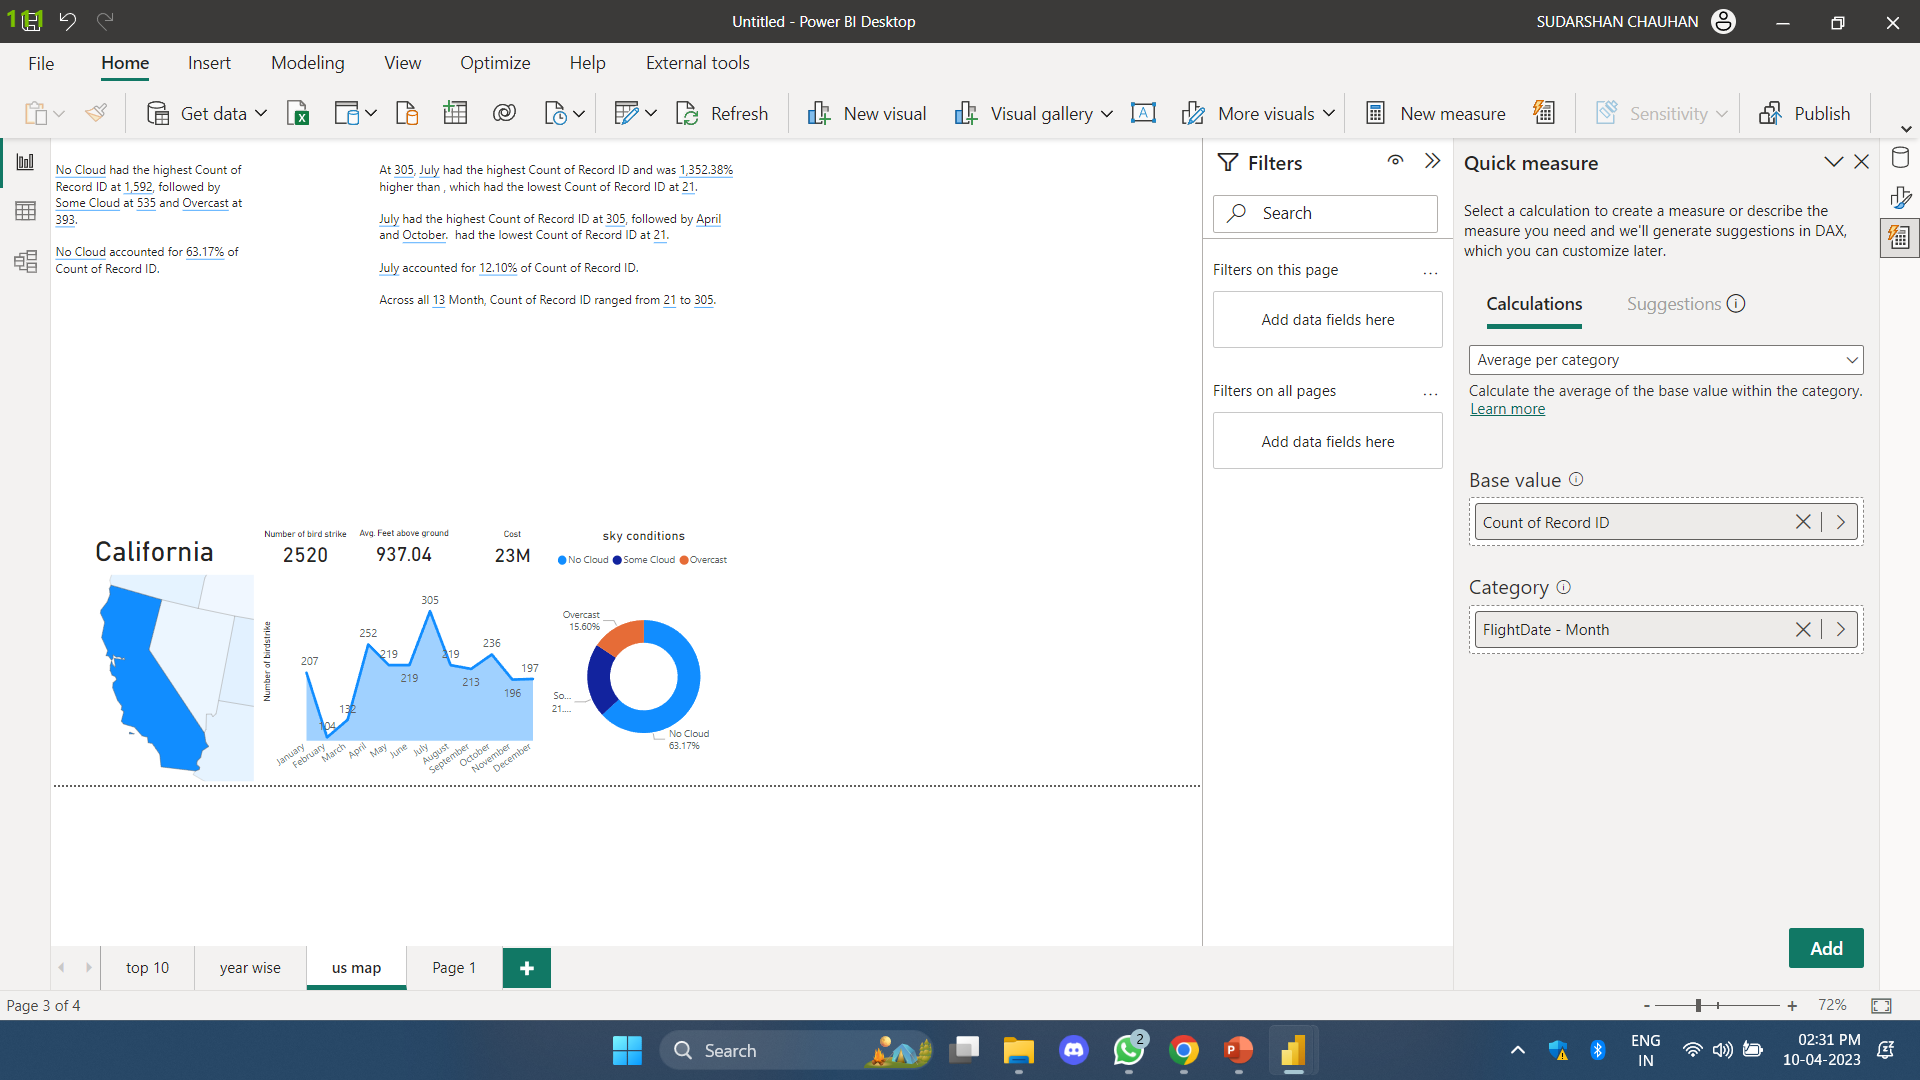 111
Untitled - Power BI Desktop
SUDARSHAN CHAUHAN
File Home Insert Modeling View Optimize Help External tools
Get data Refresh New visual Visual gallery More visuals New measure Sensitivity Publish
No Cloud had the highest Count of
Record ID at 1,592, followed by
Some Cloud at 535 and Overcast at
393.
No Cloud accounted for 63.17% of
Count of Record ID.
At 305, July had the highest Count of Record ID and was 1,352.38%
higher than , which had the lowest Count of Record ID at 21.
July had the highest Count of Record ID at 305, followed by April
and October.  had the lowest Count of Record ID at 21.
July accounted for 12.10% of Count of Record ID.
Across all 13 Month, Count of Record ID ranged from 21 to 305.
California
Number of bird strike
2520
Avg. Feet above ground
937.04
Cost
23M
sky conditions
No Cloud Some Cloud Overcast
Number of birdstrike
207
104
132
252
219
219
305
219
213
236
196
197
January
February
March
April
May
June
July
August
September
October
November
December
Overcast
15.60%
So...
21....
No Cloud
63.17%
Filters
Search
Filters on this page ...
Add data fields here
Filters on all pages ...
Add data fields here
Quick measure
Select a calculation to create a measure or describe the
measure you need and we'll generate suggestions in DAX,
which you can customize later.
Calculations Suggestions
Average per category
Calculate the average of the base value within the category.
Learn more
Base value
Count of Record ID
Category
FlightDate - Month
Add
top 10 year wise us map Page 1 +
Page 3 of 4
- + 72%
Search
2
ENG
IN
02:31 PM
10-04-2023